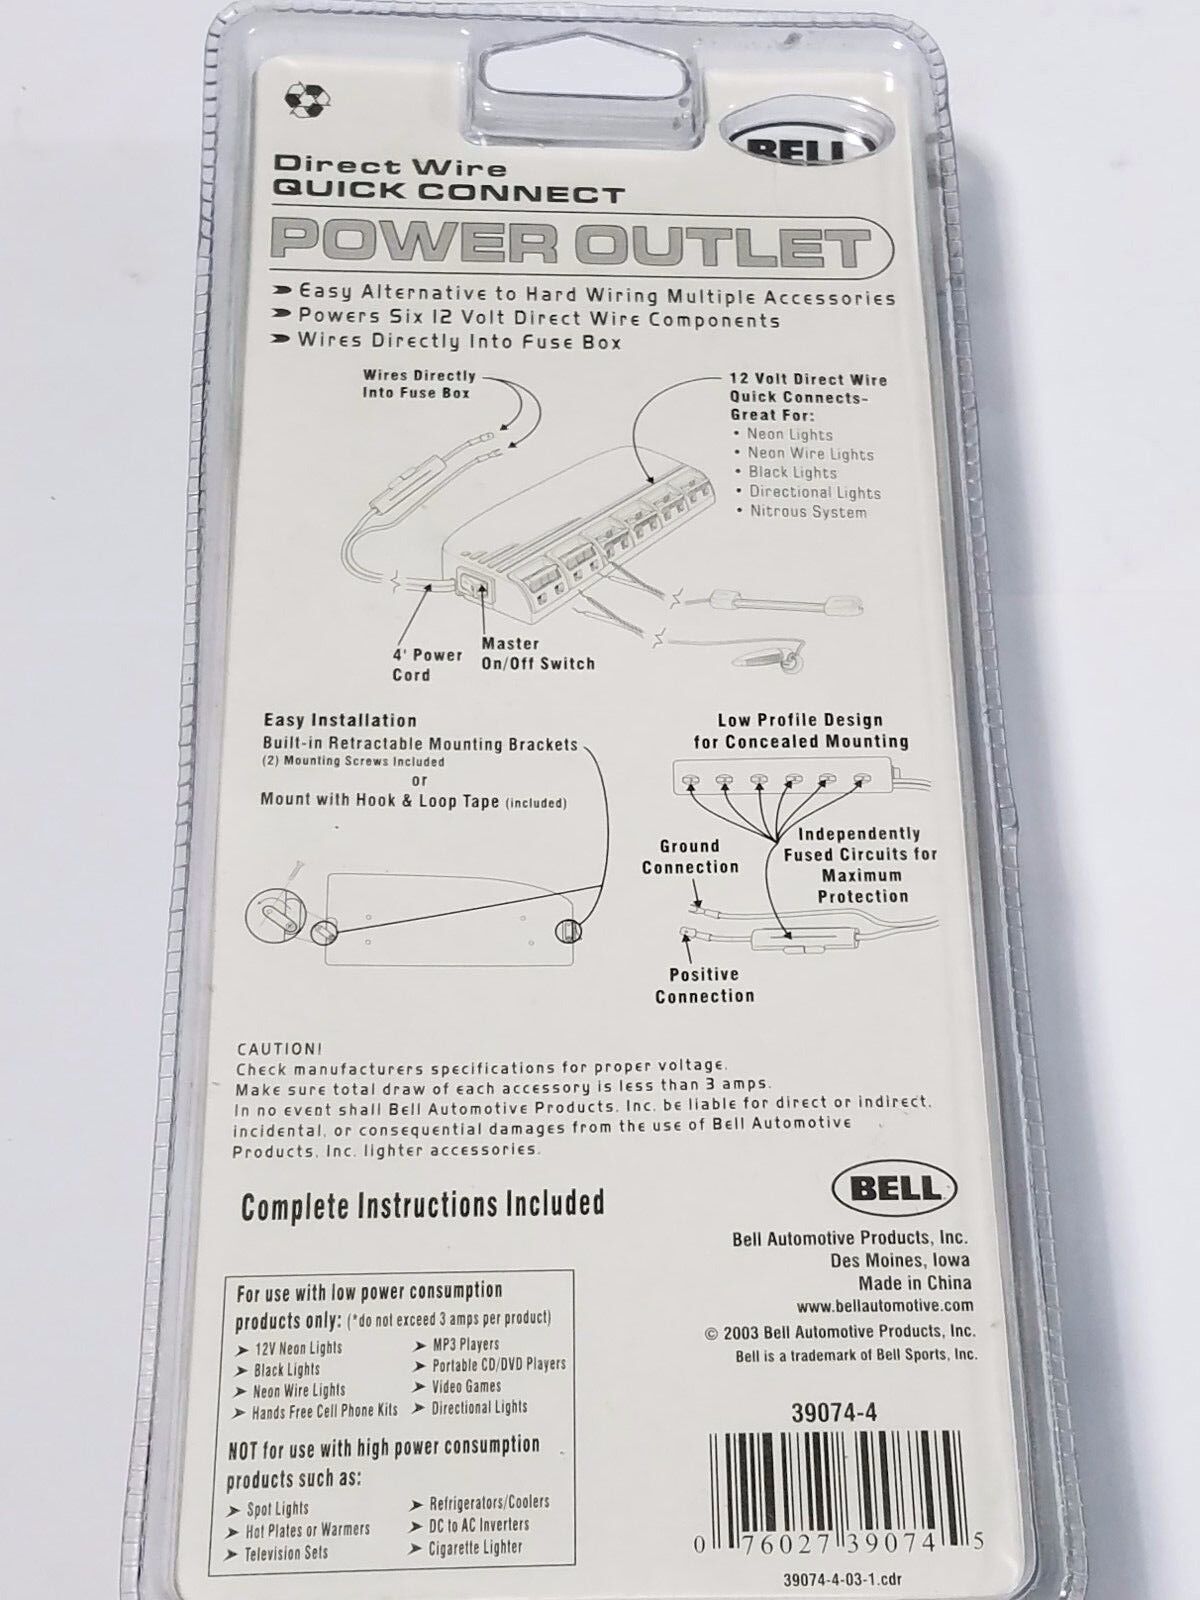 BELL
Direct Wire
QUICK CONNECT
POWER OUTLET
Easy Alternative to Hard Wiring Multiple Accessories
Powers Six 12 Volt Direct Wire Components
Wires Directly Into Fuse Box
Wires Directly
Into Fuse Box
12 Volt Direct Wire
Quick Connects-
Great For:
• Neon Lights
• Neon Wire Lights
• Black Lights
• Directional Lights
• Nitrous System
4' Power
Cord
Master
On/Off Switch
Easy Installation
Built-in Retractable Mounting Brackets
(2) Mounting Screws Included
or
Mount with Hook & Loop Tape (included)
Low Profile Design
for Concealed Mounting
Ground
Connection
Independently
Fused Circuits for
Maximum
Protection
Positive
Connection
CAUTION!
Check manufacturers specifications for proper voltage.
Make sure total draw of each accessory is less than 3 amps.
In no event shall Bell Automotive Products, Inc. be liable for direct or indirect,
incidental, or consequential damages from the use of Bell Automotive
Products, Inc. lighter accessories.
Complete Instructions Included
BELL
Bell Automotive Products, Inc.
Des Moines, Iowa
Made in China
www.bellautomotive.com
© 2003 Bell Automotive Products, Inc.
Bell is a trademark of Bell Sports, Inc.
For use with low power consumption
products only: (*do not exceed 3 amps per product)
➤ 12V Neon Lights
➤ Black Lights
➤ Neon Wire Lights
➤ Hands Free Cell Phone Kits
➤ MP3 Players
➤ Portable CD/DVD Players
➤ Video Games
➤ Directional Lights
NOT for use with high power consumption
products such as:
➤ Spot Lights
➤ Hot Plates or Warmers
➤ Television Sets
➤ Refrigerators/Coolers
➤ DC to AC Inverters
➤ Cigarette Lighter
39074-4
0 76027 39074 5
39074-4-03-1.cdr